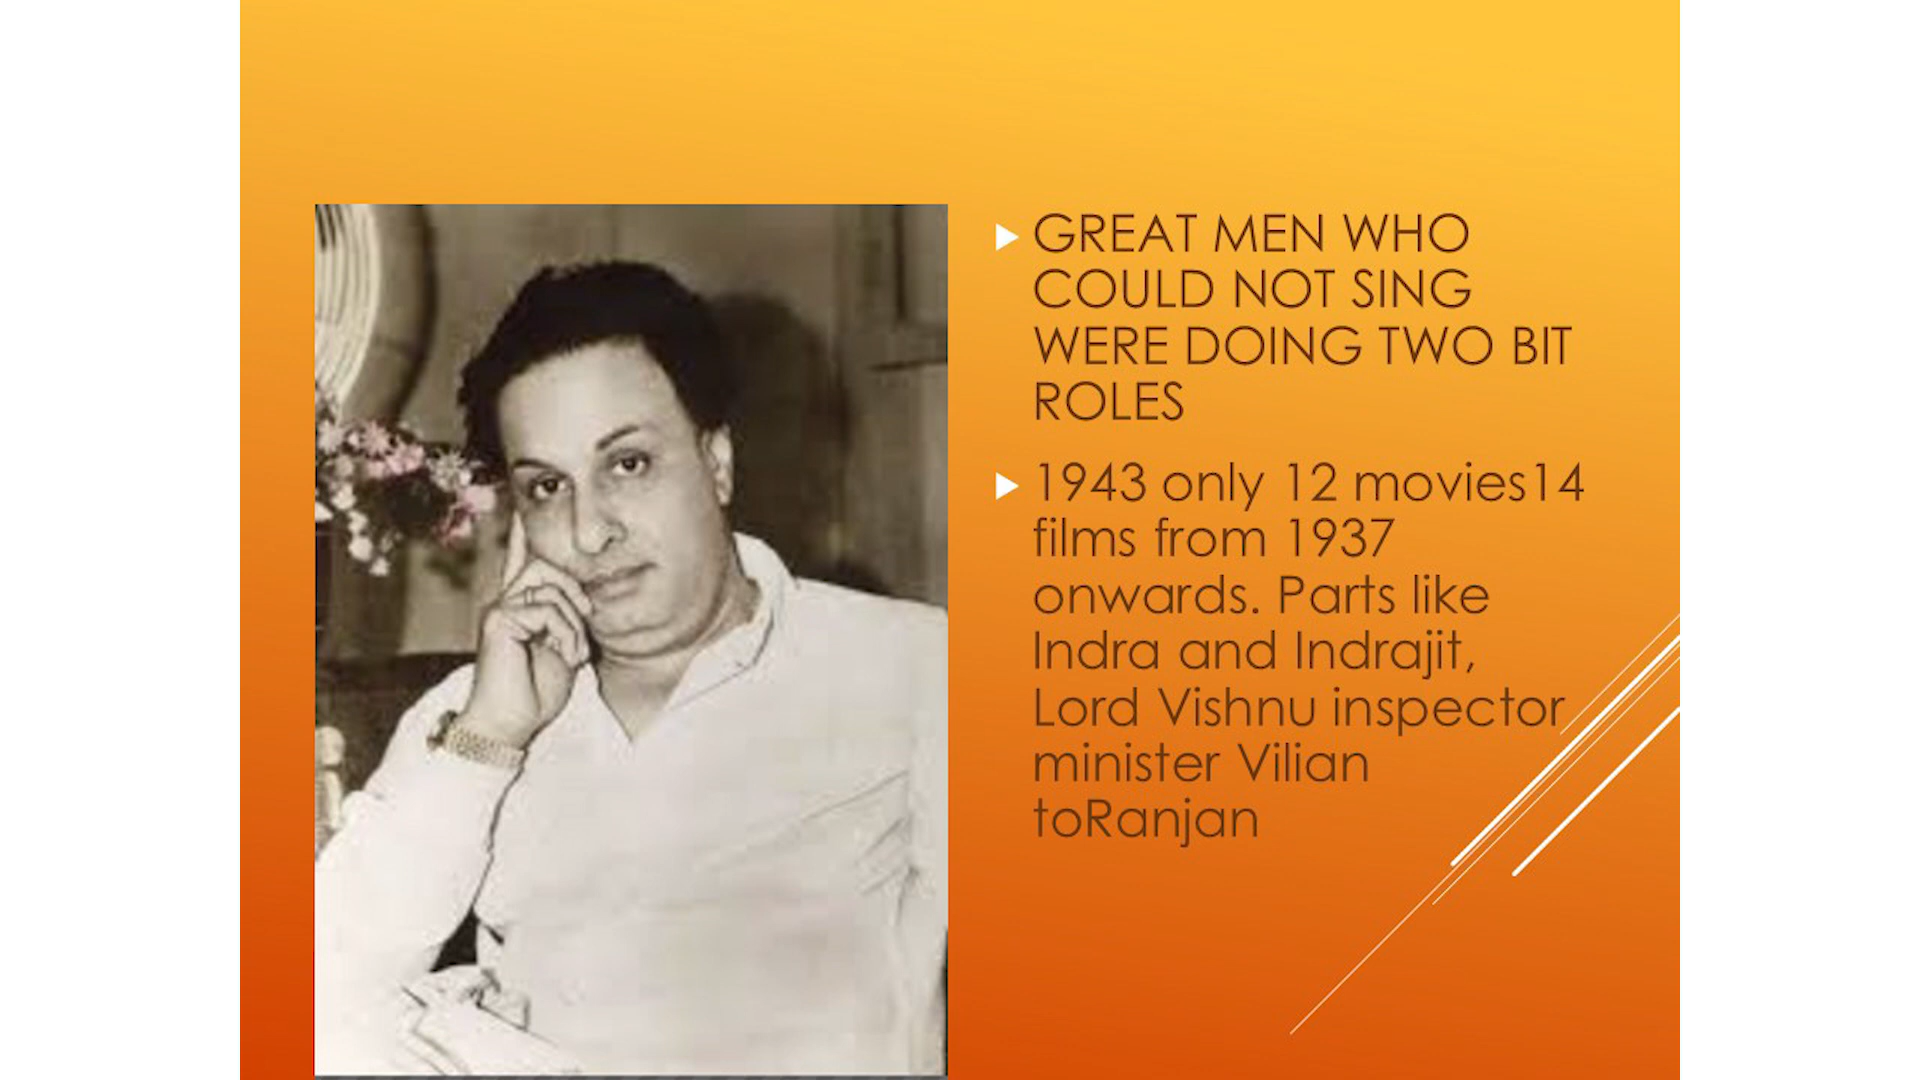 GREAT MEN WHO
COULD NOT SING
WERE DOING TWO BIT
ROLES
1943 only 12 movies14
films from 1937
onwards. Parts like
Indra and Indrajit,
Lord Vishnu inspector
minister Vilian
toRanjan